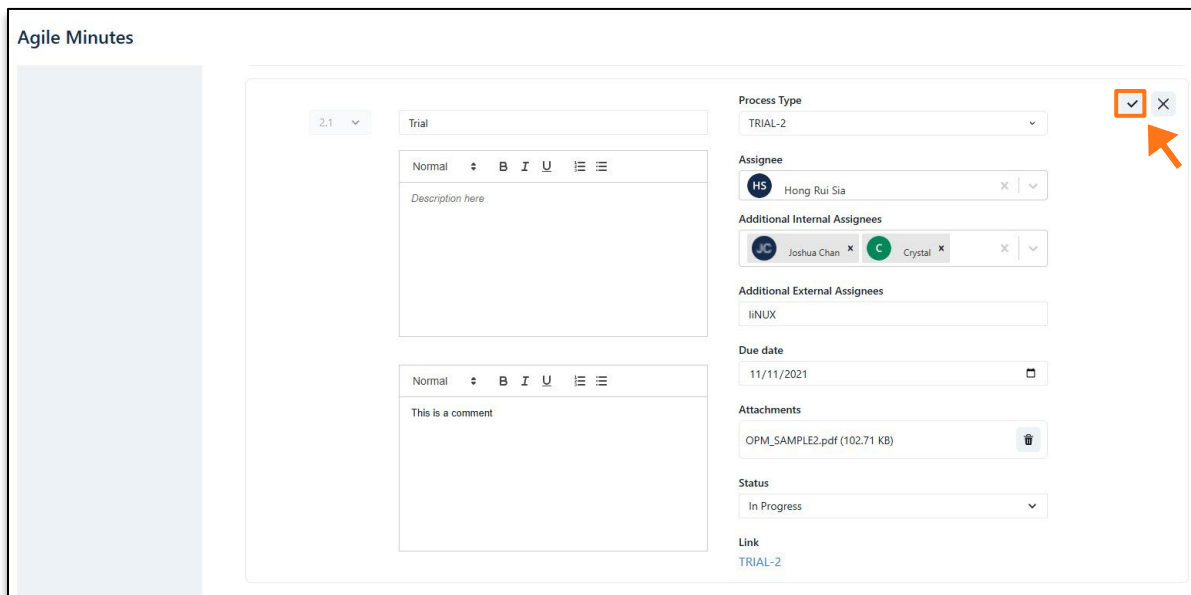 Agile Minutes
2.1
Trial
Normal B I U
Description here
Normal B I U
This is a comment
Process Type
TRIAL-2
Assignee
HS Hong Rui Sia
Additional Internal Assignees
JC Joshua Chan × C Crystal ×
Additional External Assignees
liNUX
Due date
11/11/2021
Attachments
OPM_SAMPLE2.pdf (102.71 KB)
Status
In Progress
Link
TRIAL-2